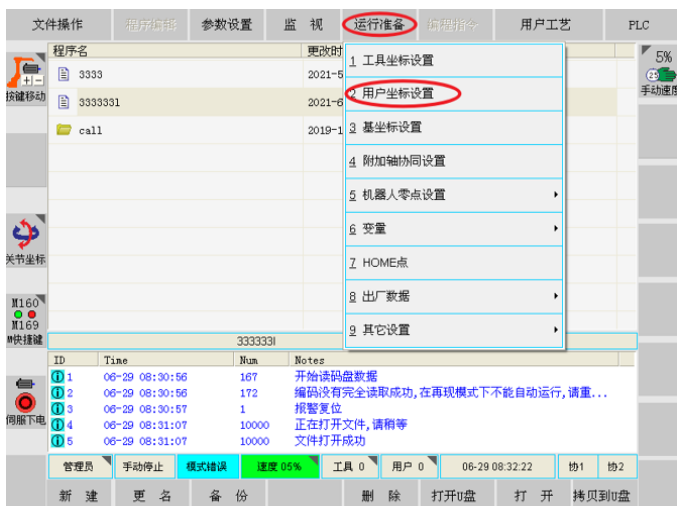 文件操作 程序编辑 参数设置 监 视 运行准备 编程指令 用户工艺 PLC
程序名 更改时
3333 2021-5
3333331 2021-6
call 2019-1
1 工具坐标设置
2 用户坐标设置
3 基坐标设置
4 附加轴协同设置
5 机器人零点设置
6 变量
7 HOME点
8 出厂数据
9 其它设置
按键移动
关节坐标
M160
M169
M快捷键
伺服下电
5%
手动速度
333333l
ID Time Num Notes
1 06-29 08:30:56 167 开始读码盘数据
2 06-29 08:30:56 172 编码没有完全读取成功,在再现模式下不能自动运行,请重...
3 06-29 08:30:57 1 报警复位
4 06-29 08:31:07 10000 正在打开文件,请稍等
5 06-29 08:31:07 10000 文件打开成功
管理员 手动停止 模式错误 速度 05% 工具 0 用户 0 06-29 08:32:22 协1 协2
新 建 更 名 备 份 删 除 打开U盘 打 开 拷贝到U盘